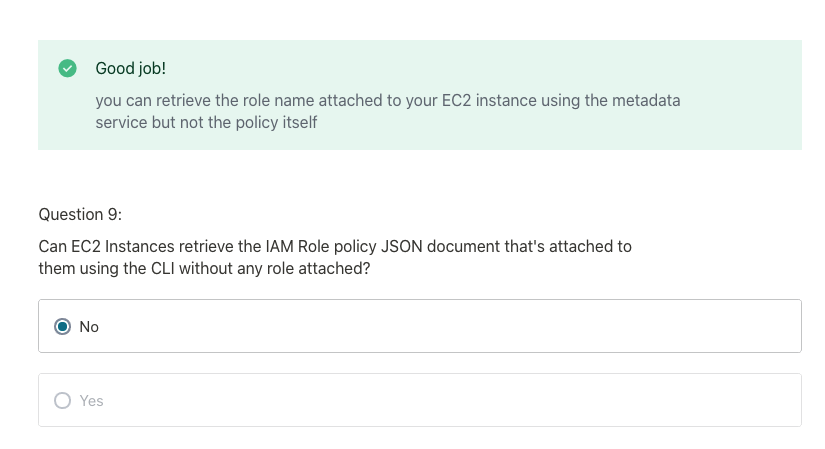 Good job!
you can retrieve the role name attached to your EC2 instance using the metadata
service but not the policy itself
Question 9:
Can EC2 Instances retrieve the IAM Role policy JSON document that's attached to
them using the CLI without any role attached?
No
Yes